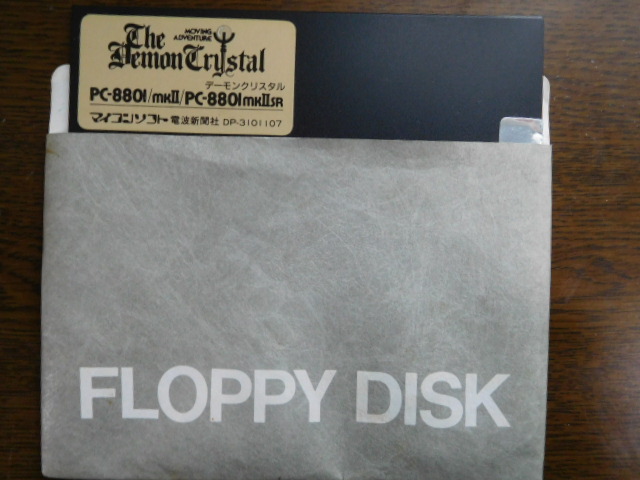 The MOVING
ADVENTURE
Demon Crystal
デーモンクリスタル
PC-8801/mkII/PC-8801mkIISR
マイコンソフト 電波新聞社 DP-3101107
FLOPPY DISK